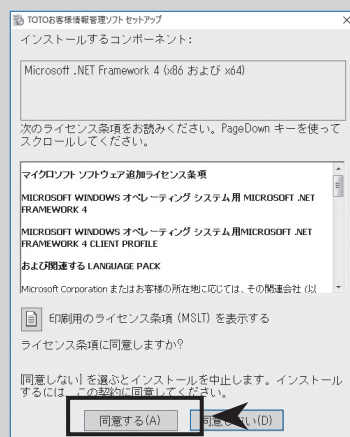 TOTOお客様情報管理ソフト セットアップ
インストールするコンポーネント:
Microsoft .NET Framework 4 (x86 および x64)
次のライセンス条項をお読みください。PageDown キーを使って
スクロールしてください。
マイクロソフト ソフトウェア追加ライセンス条項
MICROSOFT WINDOWS オペレーティング システム用 MICROSOFT .NET
FRAMEWORK 4
MICROSOFT WINDOWS オペレーティング システム用MICROSOFT .NET
FRAMEWORK 4 CLIENT PROFILE
および関連する LANGUAGE PACK
Microsoft Corporation またはお客様の所在地に応じては、その関連会社 (以
印刷用のライセンス条項 (MSLT) を表示する
ライセンス条項に同意しますか?
[同意しない] を選ぶとインストールを中止します。インストール
するには、この契約に同意してください。
同意する(A)
同意しない(D)